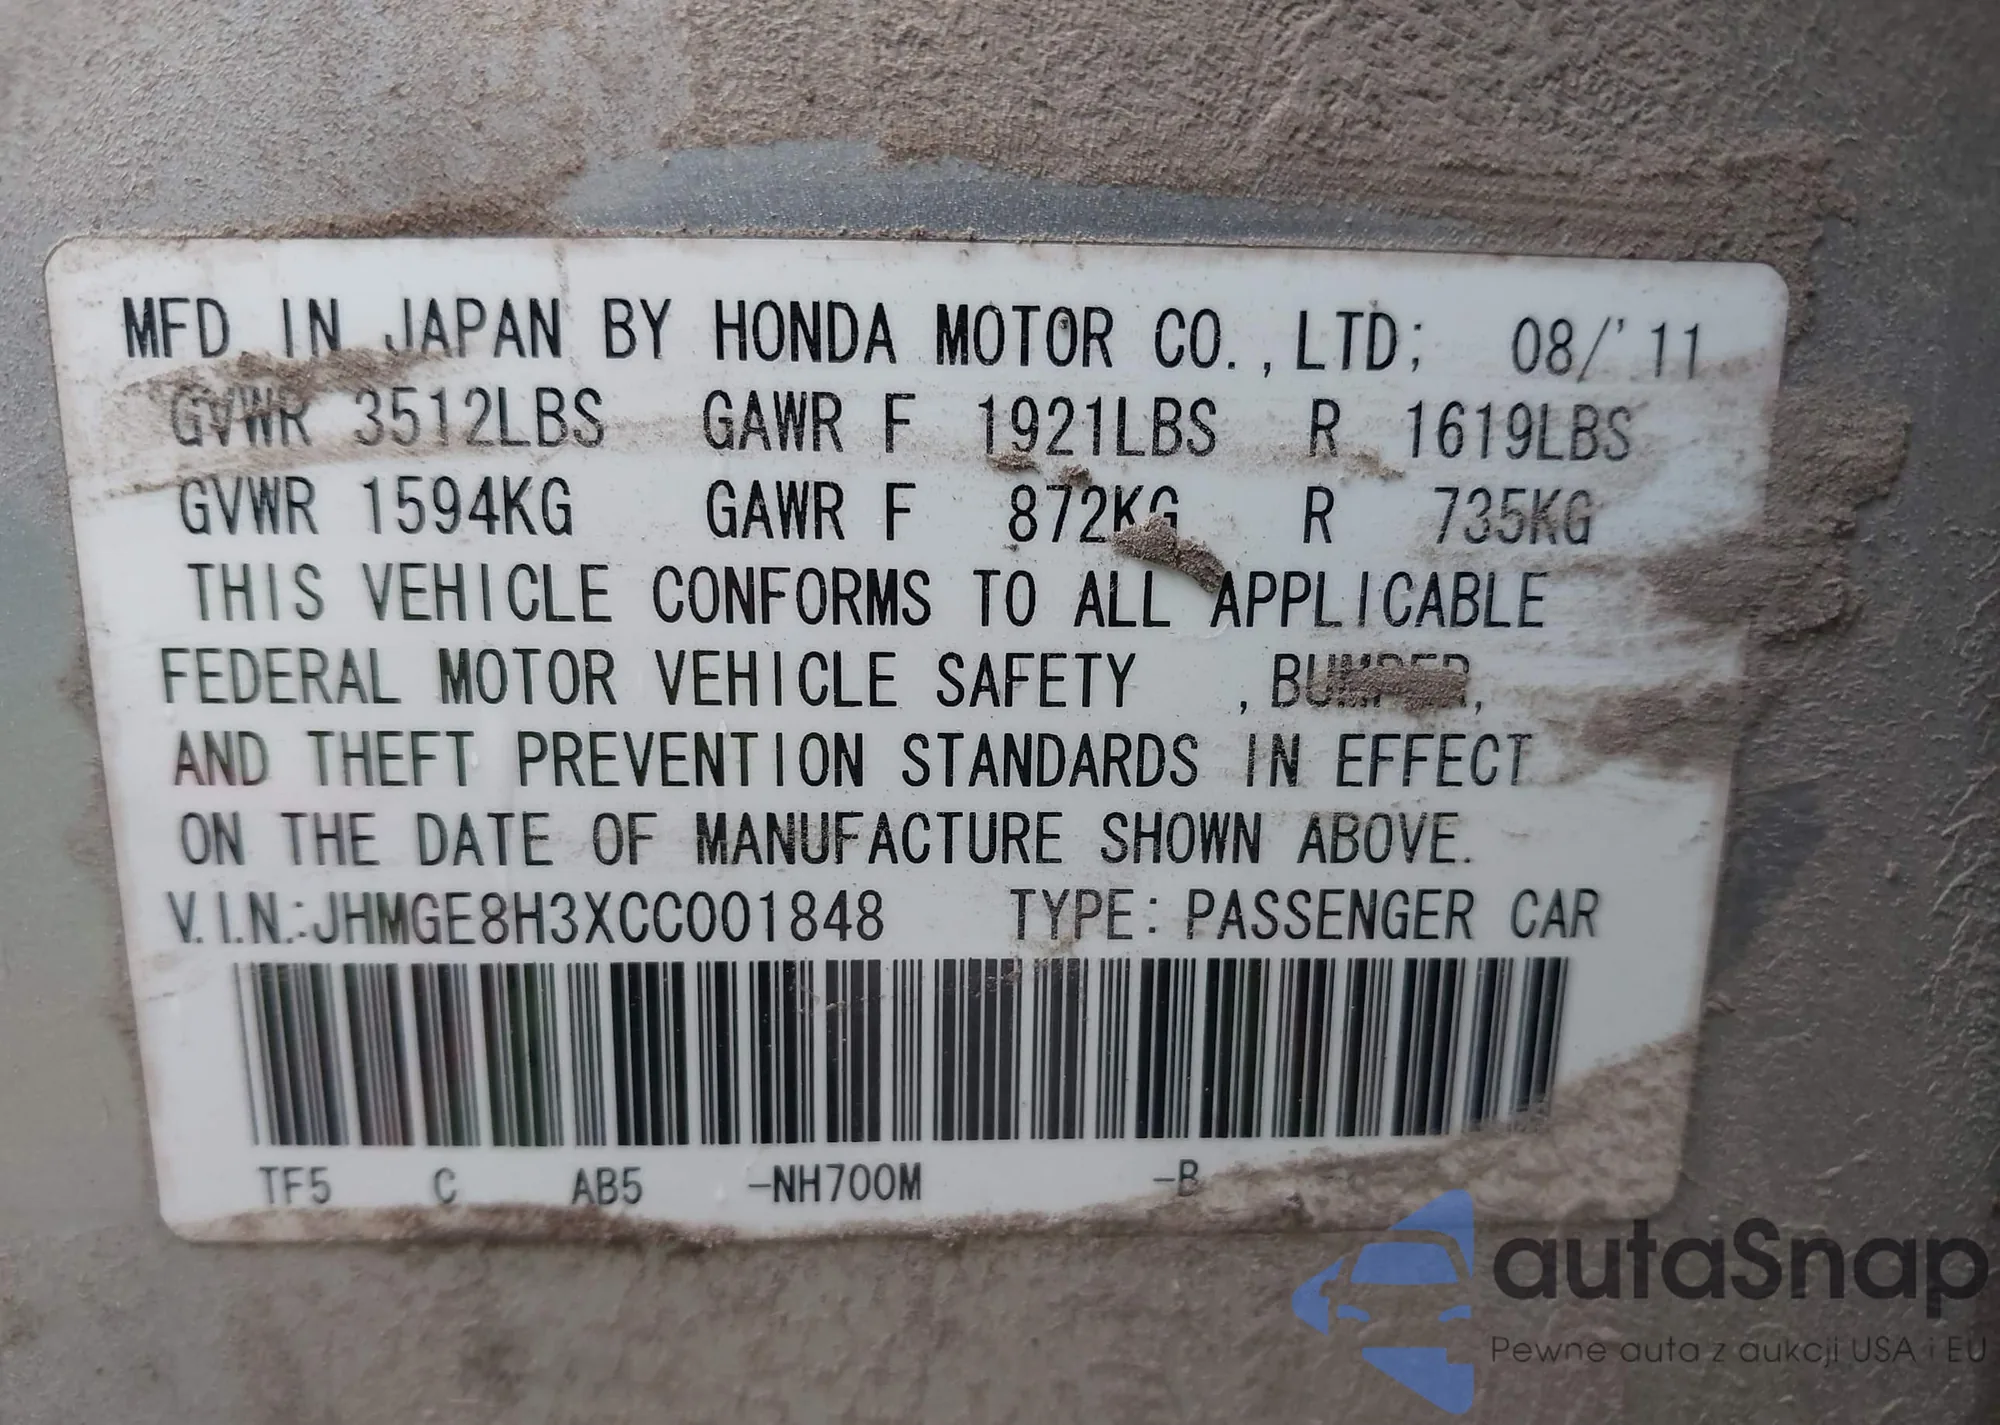 MFD. IN JAPAN BY HONDA MOTOR CO., LTD; 08/'11
GVWR 3512LBS GAWR F 1921LBS R 1619LBS
GVWR 1594KG GAWR F 872KG R 735KG
THIS VEHICLE CONFORMS TO ALL APPLICABLE
FEDERAL MOTOR VEHICLE SAFETY , BUMPER,
AND THEFT PREVENTION STANDARDS IN EFFECT
ON THE DATE OF MANUFACTURE SHOWN ABOVE.
V.I.N.:JHMGE8H3XCC001848 TYPE: PASSENGER CAR
TF5 C AB5 -NH700M -B
autaSnap
Pewne auta z aukcji USA i EU